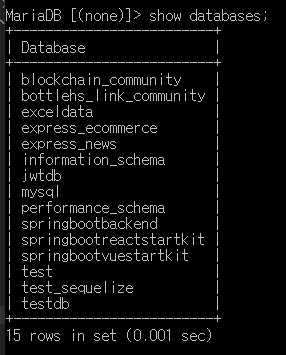 MariaDB [(none)]> show databases;
+------------------------+
| Database               |
+------------------------+
| blockchain_community   |
| bottlehs_link_community |
| exceldata              |
| express_ecommerce      |
| express_news           |
| information_schema     |
| jwtdb                  |
| mysql                  |
| performance_schema     |
| springbootbackend      |
| springbootreactstartkit |
| springbootvuestartkit  |
| test                   |
| test_sequelize         |
| testdb                 |
+------------------------+
15 rows in set (0.001 sec)